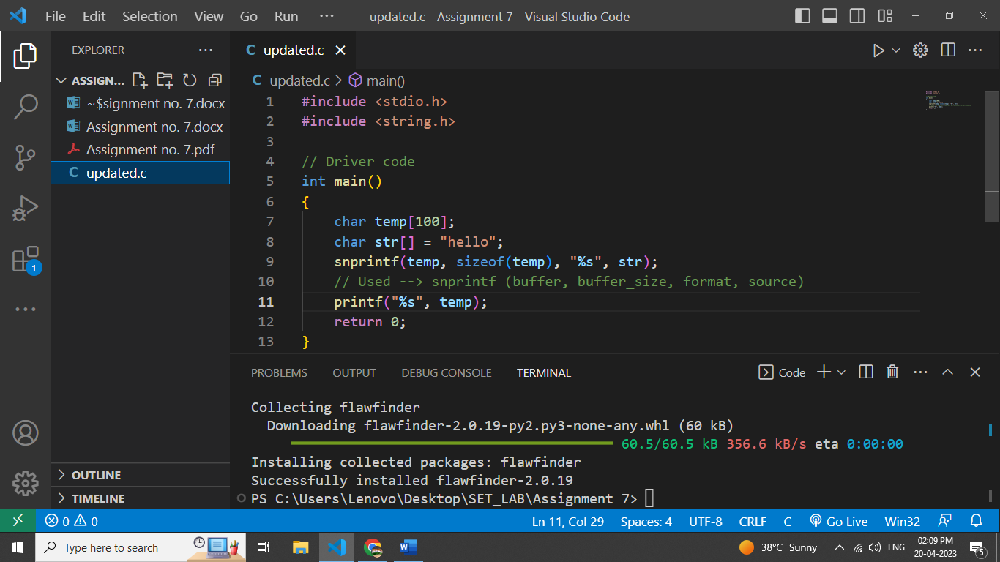 File Edit Selection View Go Run ··· updated.c - Assignment 7 - Visual Studio Code
EXPLORER ···
ASSIGN...
~$signment no. 7.docx
Assignment no. 7.docx
Assignment no. 7.pdf
C updated.c
OUTLINE
TIMELINE
1
C updated.c
C updated.c > main()
1 #include <stdio.h>
2 #include <string.h>
3
4 // Driver code
5 int main()
6 {
7 char temp[100];
8 char str[] = "hello";
9 snprintf(temp, sizeof(temp), "%s", str);
10 // Used --> snprintf (buffer, buffer_size, format, source)
11 printf("%s", temp);
12 return 0;
13 }
PROBLEMS OUTPUT DEBUG CONSOLE TERMINAL Code
Collecting flawfinder
Downloading flawfinder-2.0.19-py2.py3-none-any.whl (60 kB)
60.5/60.5 kB 356.6 kB/s eta 0:00:00
Installing collected packages: flawfinder
Successfully installed flawfinder-2.0.19
PS C:\Users\Lenovo\Desktop\SET_LAB\Assignment 7>
0 0 Ln 11, Col 29 Spaces: 4 UTF-8 CRLF C Go Live Win32
Type here to search 38°C Sunny ENG 02:09 PM
20-04-2023 5